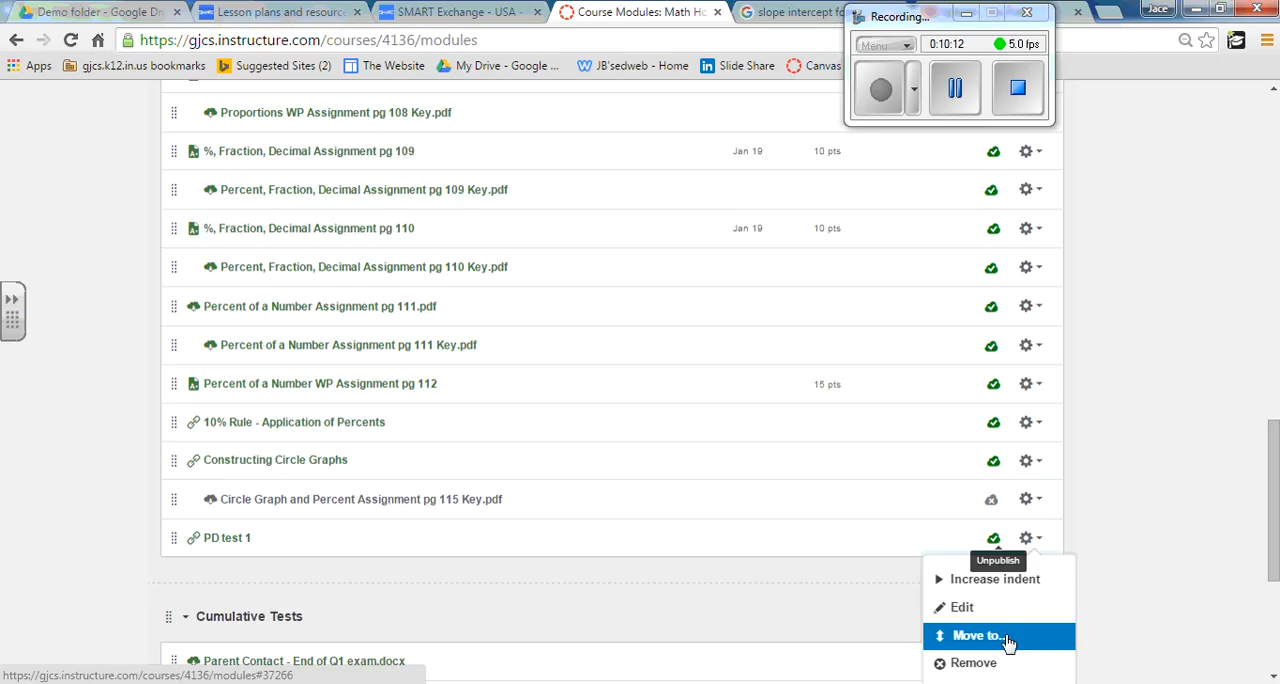 Demo folder - Google Dr
Lesson plans and resource
SMART Exchange - USA -
Course Modules: Math Ho
slope intercept fo
Jace
Recording...
https://gjcs.instructure.com/courses/4136/modules
Menu
0:10:12
5.0 fps
Apps
gjcs.k12.in.us bookmarks
Suggested Sites (2)
The Website
My Drive - Google ...
JB'sedweb - Home
Slide Share
Canvas
Proportions WP Assignment pg 108 Key.pdf
%, Fraction, Decimal Assignment pg 109
Jan 19
10 pts
Percent, Fraction, Decimal Assignment pg 109 Key.pdf
%, Fraction, Decimal Assignment pg 110
Jan 19
10 pts
Percent, Fraction, Decimal Assignment pg 110 Key.pdf
Percent of a Number Assignment pg 111.pdf
Percent of a Number Assignment pg 111 Key.pdf
Percent of a Number WP Assignment pg 112
15 pts
10% Rule - Application of Percents
Constructing Circle Graphs
Circle Graph and Percent Assignment pg 115 Key.pdf
PD test 1
Unpublish
Increase indent
Edit
Move to...
Remove
Cumulative Tests
Parent Contact - End of Q1 exam.docx
https://gjcs.instructure.com/courses/4136/modules#37266